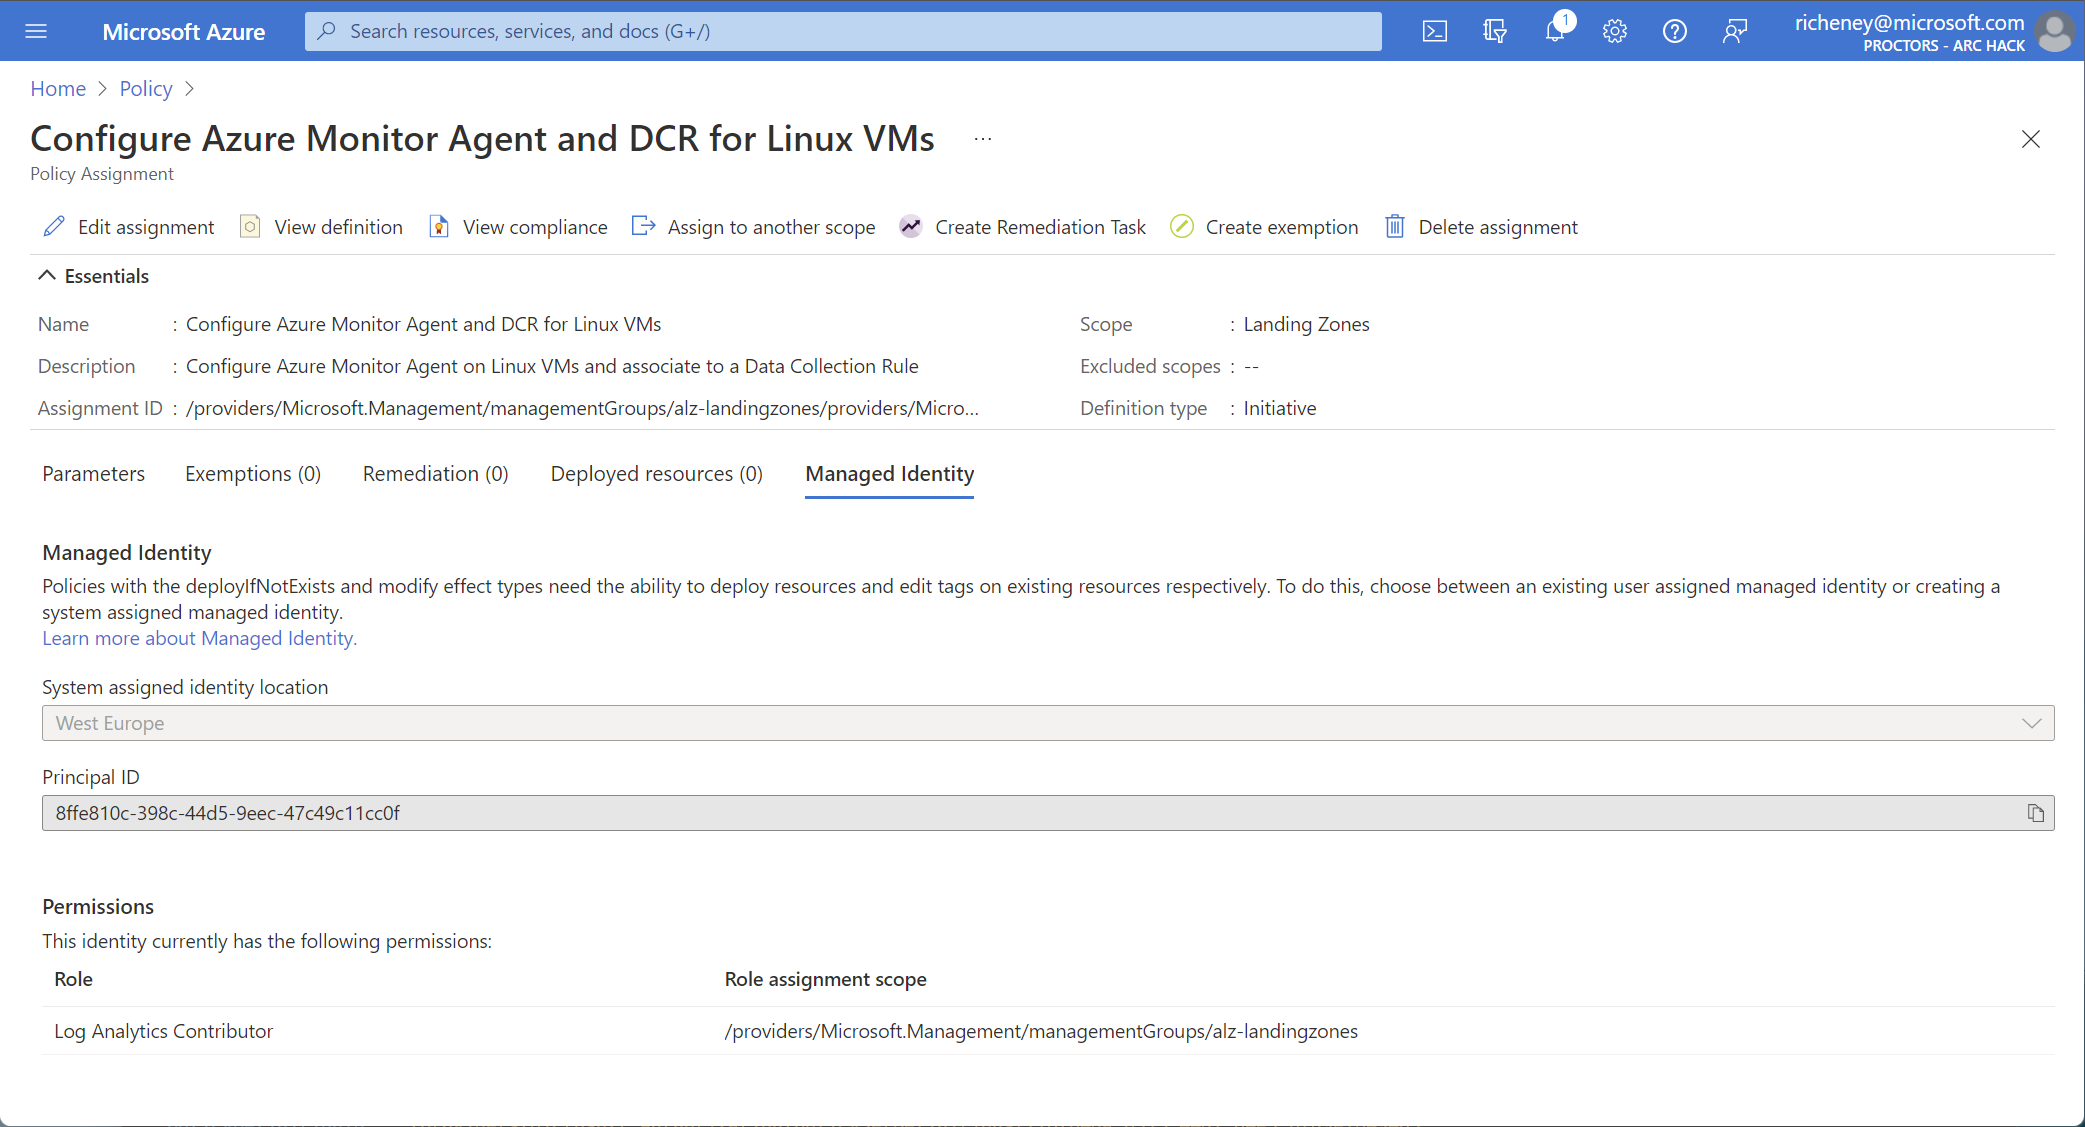 Microsoft Azure
Search resources, services, and docs (G+/)
1
richeney@microsoft.com
PROCTORS - ARC HACK
Home > Policy >
Configure Azure Monitor Agent and DCR for Linux VMs ...
Policy Assignment
Edit assignment View definition View compliance Assign to another scope Create Remediation Task Create exemption Delete assignment
Essentials
Name : Configure Azure Monitor Agent and DCR for Linux VMs
Description : Configure Azure Monitor Agent on Linux VMs and associate to a Data Collection Rule
Assignment ID : /providers/Microsoft.Management/managementGroups/alz-landingzones/providers/Micro...
Scope : Landing Zones
Excluded scopes : --
Definition type : Initiative
Parameters Exemptions (0) Remediation (0) Deployed resources (0) Managed Identity
Managed Identity
Policies with the deployIfNotExists and modify effect types need the ability to deploy resources and edit tags on existing resources respectively. To do this, choose between an existing user assigned managed identity or creating a
system assigned managed identity.
Learn more about Managed Identity.
System assigned identity location
West Europe
Principal ID
8ffe810c-398c-44d5-9eec-47c49c11cc0f
Permissions
This identity currently has the following permissions:
Role Role assignment scope
Log Analytics Contributor /providers/Microsoft.Management/managementGroups/alz-landingzones